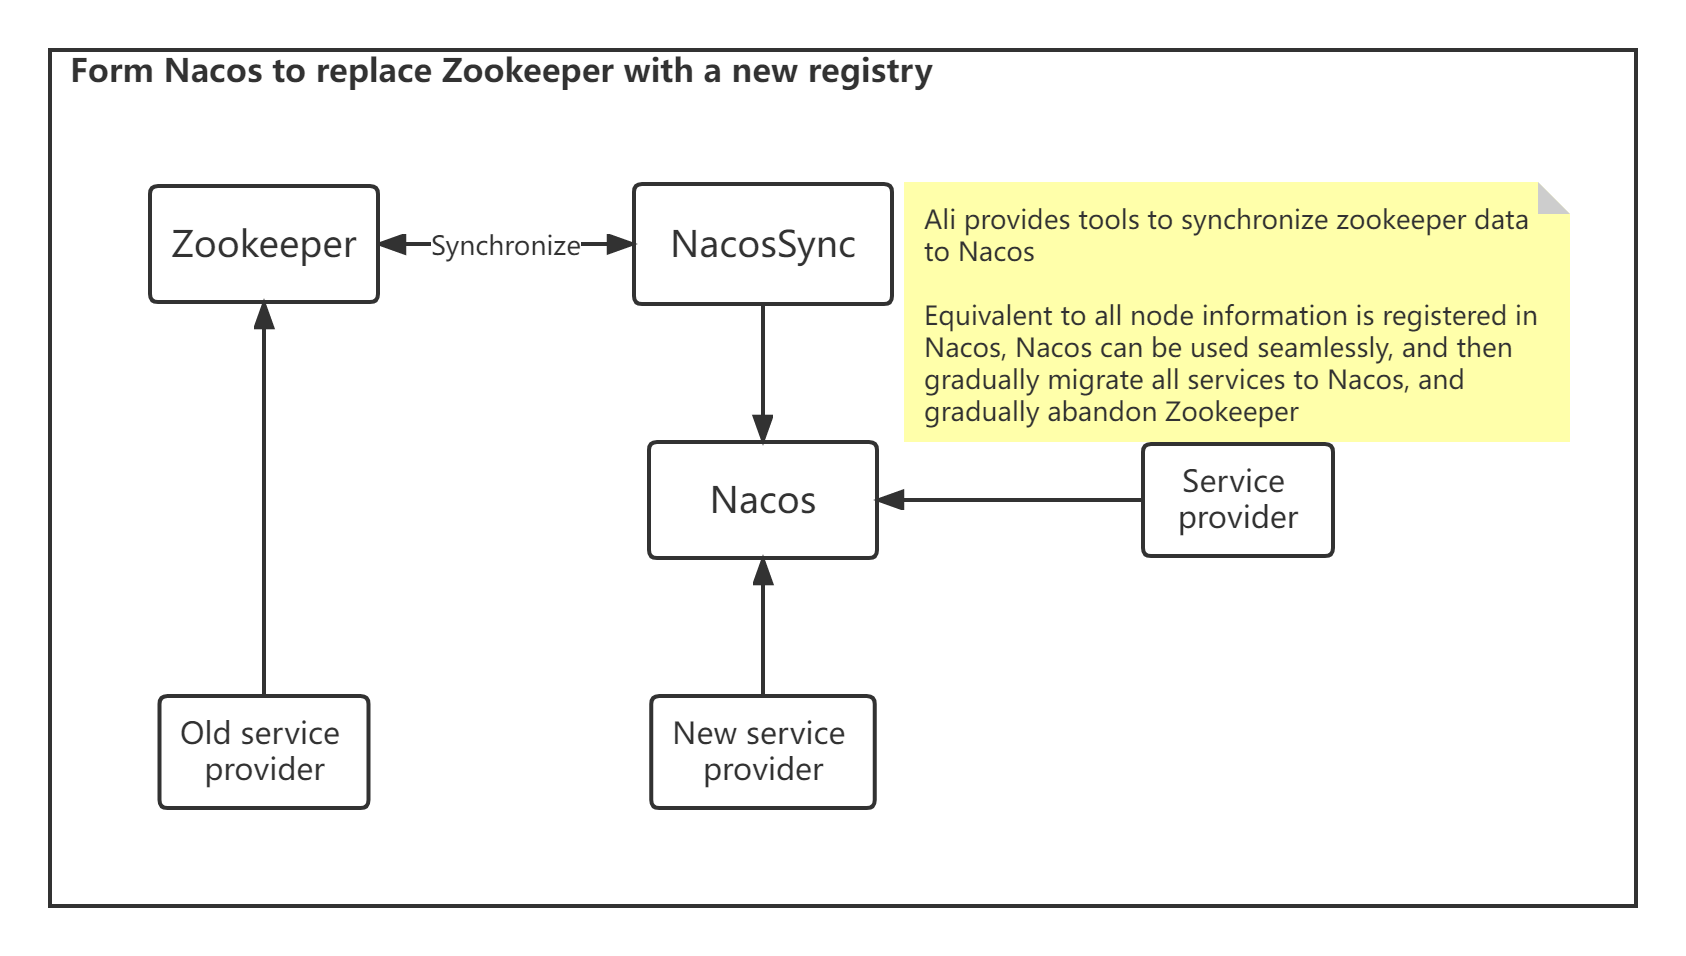 Form Nacos to replace Zookeeper with a new registry
Zookeeper
Synchronize
NacosSync
Ali provides tools to synchronize zookeeper data
to Nacos
Equivalent to all node information is registered in
Nacos, Nacos can be used seamlessly, and then
gradually migrate all services to Nacos, and
gradually abandon Zookeeper
Nacos
Service
provider
Old service
provider
New service
provider